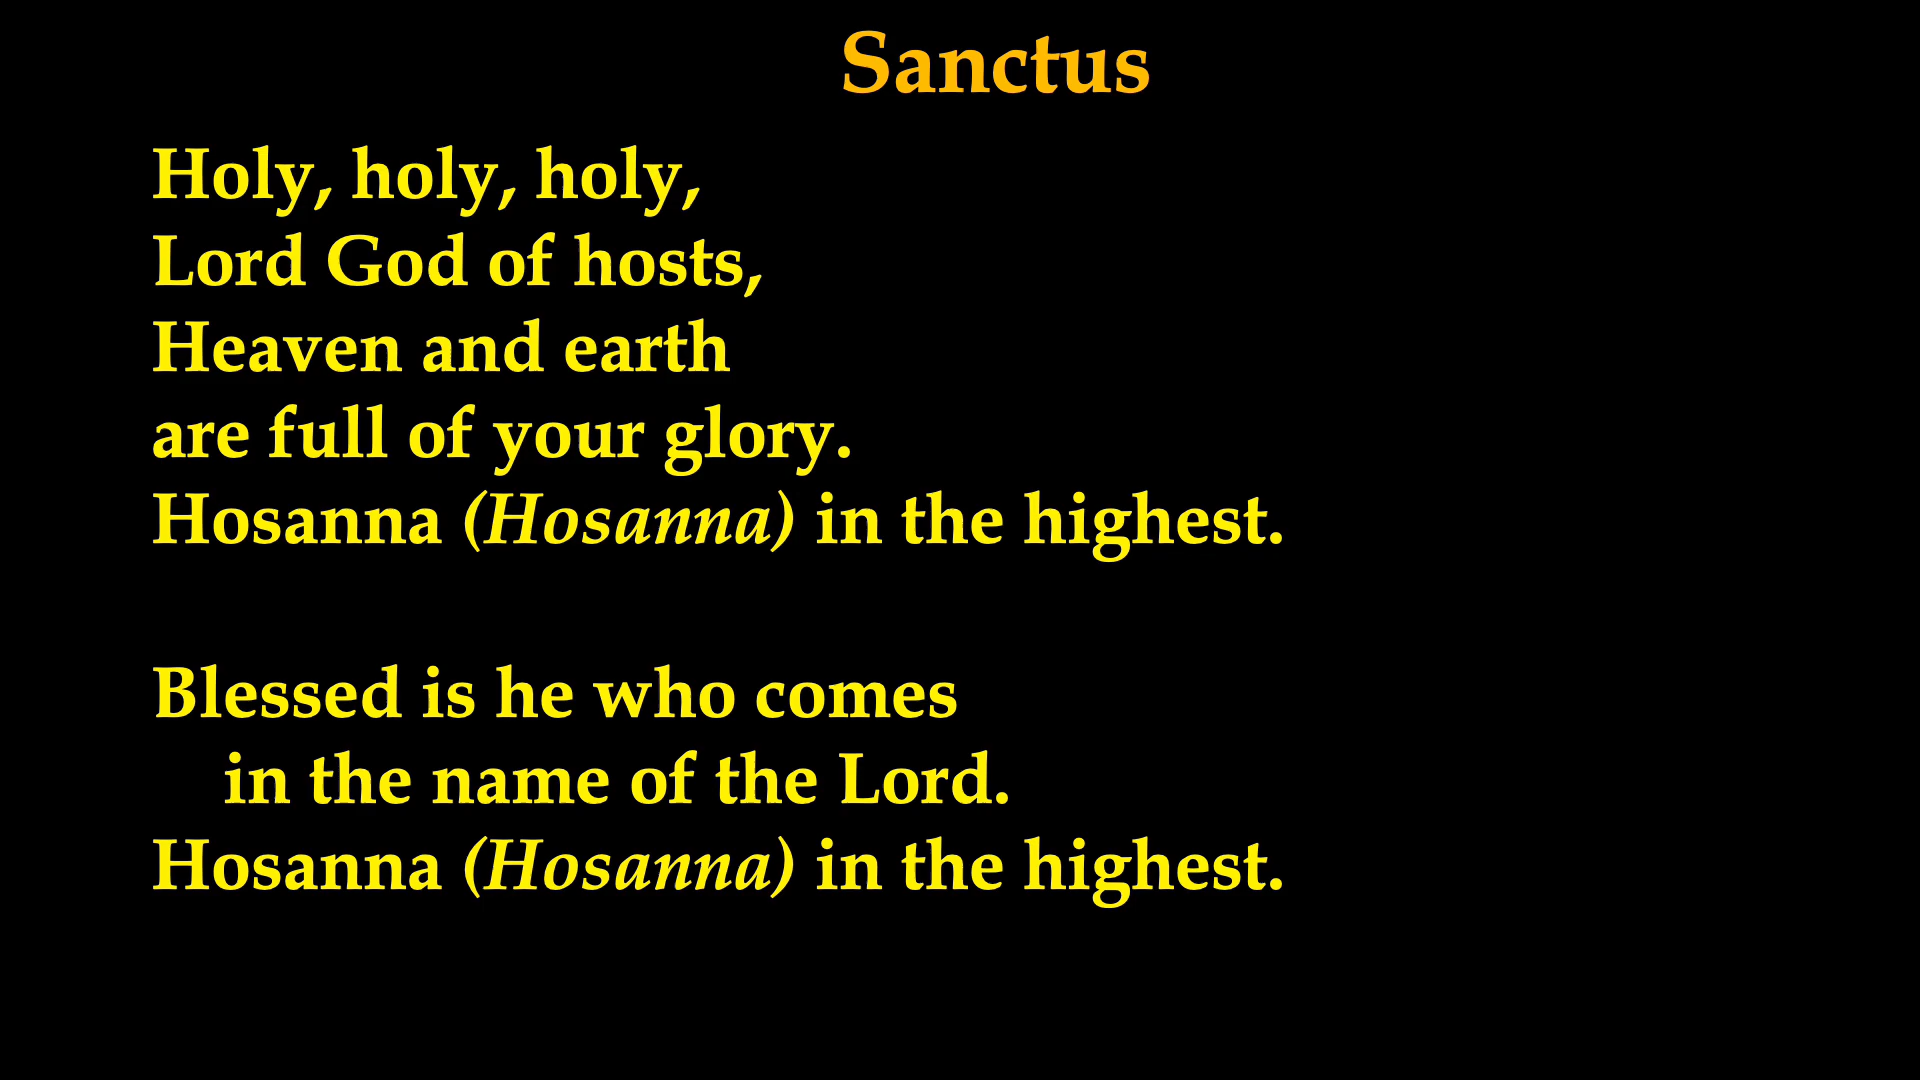 Sanctus
Holy, holy, holy,
Lord God of hosts,
Heaven and earth
are full of your glory.
Hosanna (Hosanna) in the highest.
Blessed is he who comes
in the name of the Lord.
Hosanna (Hosanna) in the highest.